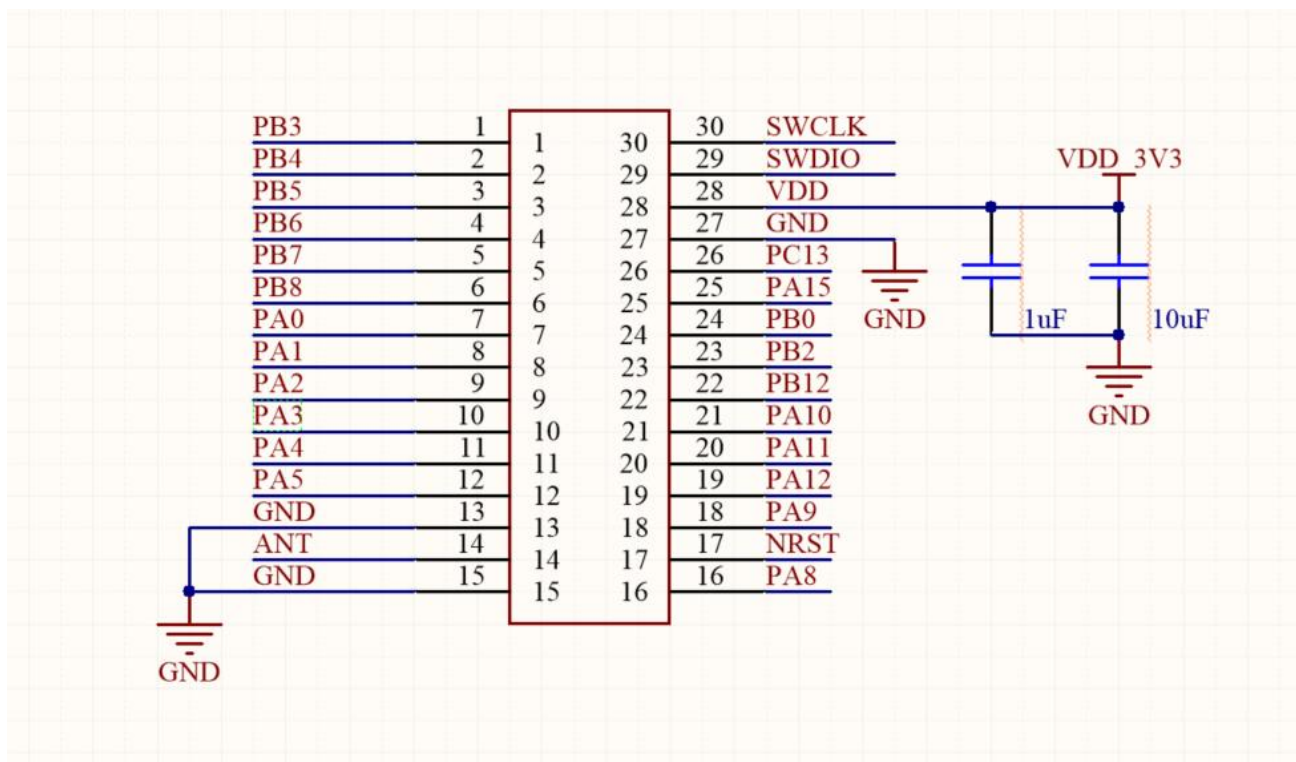 PB3 1 1 30 30 SWCLK
PB4 2 2 29 29 SWDIO VDD_3V3
PB5 3 3 28 28 VDD
PB6 4 4 27 27 GND
PB7 5 5 26 26 PC13
PB8 6 6 25 25 PA15
PA0 7 7 24 24 PB0 GND 1uF 10uF
PA1 8 8 23 23 PB2
PA2 9 9 22 22 PB12
PA3 10 10 21 21 PA10 GND
PA4 11 11 20 20 PA11
PA5 12 12 19 19 PA12
GND 13 13 18 18 PA9
ANT 14 14 17 17 NRST
GND 15 15 16 16 PA8
GND